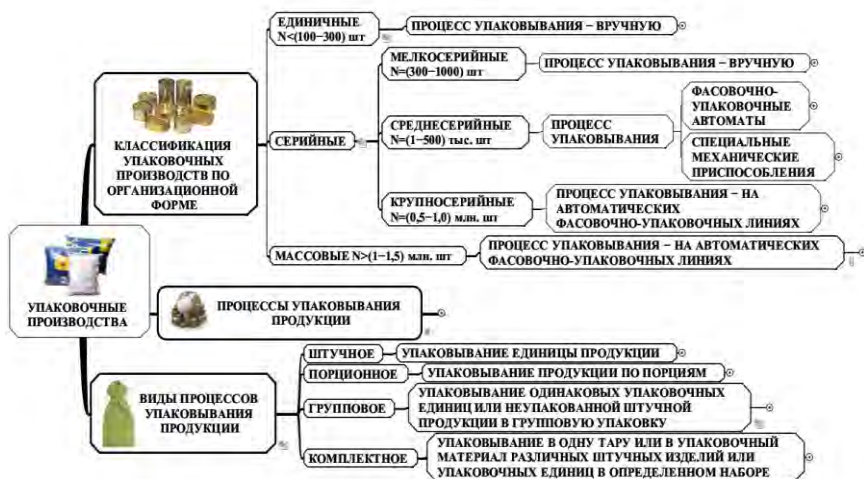 УПАКОВОЧНЫЕ
ПРОИЗВОДСТВА
КЛАССИФИКАЦИЯ
УПАКОВОЧНЫХ
ПРОИЗВОДСТВ ПО
ОРГАНИЗАЦИОННОЙ
ФОРМЕ
ЕДИНИЧНЫЕ
N<(100−300) шт
ПРОЦЕСС УПАКОВЫВАНИЯ − ВРУЧНУЮ
СЕРИЙНЫЕ
МЕЛКОСЕРИЙНЫЕ
N=(300−1000) шт
ПРОЦЕСС УПАКОВЫВАНИЯ − ВРУЧНУЮ
СРЕДНЕСЕРИЙНЫЕ
N=(1−500) тыс. шт
ПРОЦЕСС
УПАКОВЫВАНИЯ
ФАСОВОЧНО-
УПАКОВОЧНЫЕ
АВТОМАТЫ
СПЕЦИАЛЬНЫЕ
МЕХАНИЧЕСКИЕ
ПРИСПОСОБЛЕНИЯ
КРУПНОСЕРИЙНЫЕ
N=(0,5−1,0) млн. шт
ПРОЦЕСС УПАКОВЫВАНИЯ − НА
АВТОМАТИЧЕСКИХ
ФАСОВОЧНО-УПАКОВОЧНЫХ ЛИНИЯХ
МАССОВЫЕ N>(1−1,5) млн. шт
ПРОЦЕСС УПАКОВЫВАНИЯ − НА АВТОМАТИЧЕСКИХ
ФАСОВОЧНО-УПАКОВОЧНЫХ ЛИНИЯХ
ПРОЦЕССЫ УПАКОВЫВАНИЯ
ПРОДУКЦИИ
ВИДЫ ПРОЦЕССОВ
УПАКОВЫВАНИЯ
ПРОДУКЦИИ
ШТУЧНОЕ
УПАКОВЫВАНИЕ ЕДИНИЦЫ ПРОДУКЦИИ
ПОРЦИОННОЕ
УПАКОВЫВАНИЕ ПРОДУКЦИИ ПО ПОРЦИЯМ
ГРУППОВОЕ
УПАКОВЫВАНИЕ ОДИНАКОВЫХ УПАКОВОЧНЫХ
ЕДИНИЦ ИЛИ НЕУПАКОВАННОЙ ШТУЧНОЙ
ПРОДУКЦИИ В ГРУППОВУЮ УПАКОВКУ
КОМПЛЕКТНОЕ
УПАКОВЫВАНИЕ В ОДНУ ТАРУ ИЛИ В УПАКОВОЧНЫЙ
МАТЕРИАЛ РАЗЛИЧНЫХ ШТУЧНЫХ ИЗДЕЛИЙ ИЛИ
УПАКОВОЧНЫХ ЕДИНИЦ В ОПРЕДЕЛЕННОМ НАБОРЕ